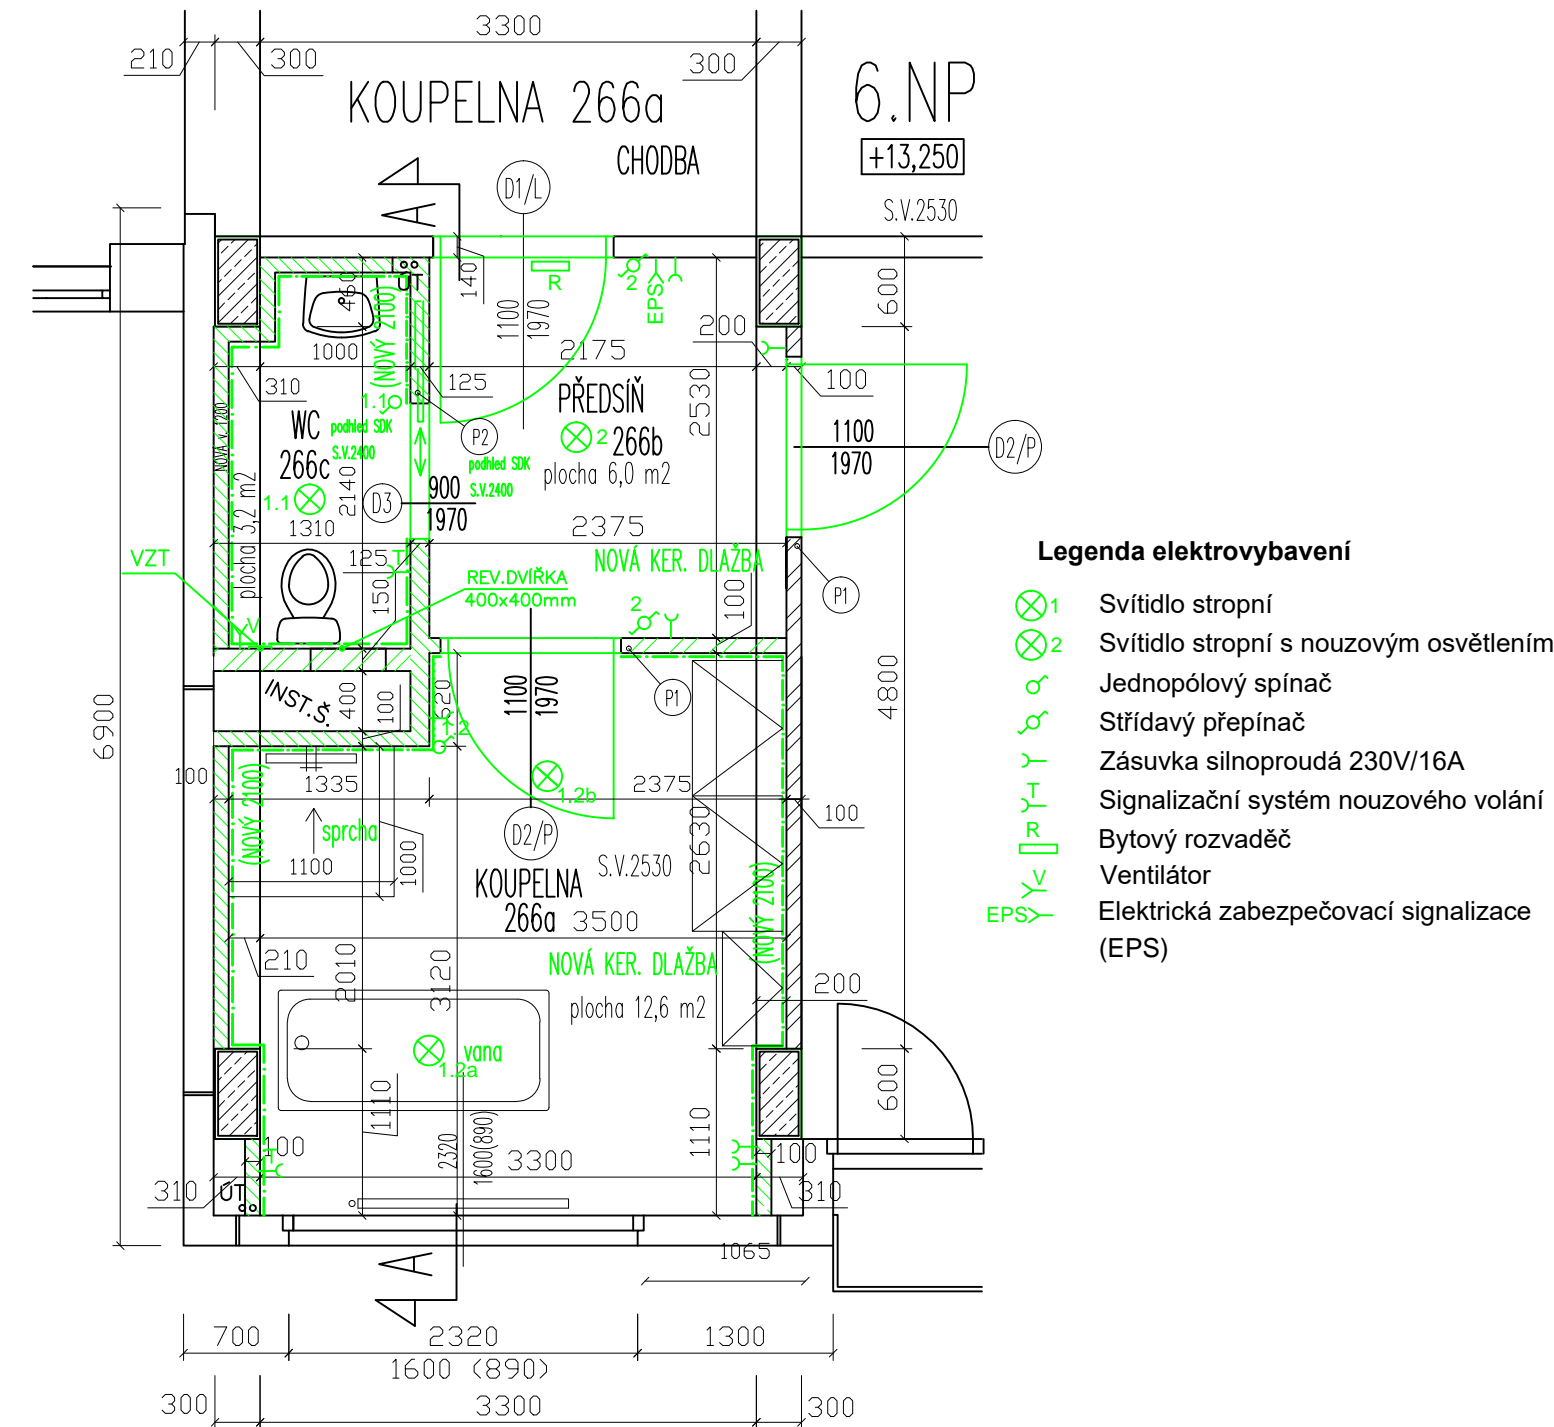 3300
210
300
300
KOUPELNA 266a
6.NP
CHODBA
+13,250
D1/L
A
S.V.2530
ÚT
460
140
R
2
EPS
1100
1970
600
(NOVÝ 2100)
200
1000
2175
310
125
100
1.1
PŘEDSÍŇ
2530
NOVÁ v.1200
WC
podhled SDK
P2
2
266b
1100
D2/P
S.V.2400
266c
podhled SDK
plocha 6,0 m2
1970
2140
D3
900
S.V.2400
1.1
1970
plocha 3,2 m2
1310
2375
VZT
125
T
NOVÁ KER. DLAŽBA
REV.DVÍŘKA
400x400mm
150
100
P1
2
V
INST.Š.
400
100
620
1100
1970
P1
4800
6900
1.2
100
1335
2375
1.2b
100
(NOVÝ 2100)
sprcha
D2/P
2630
1100
1000
S.V.2530
KOUPELNA
266a
(NOVÝ 2100)
3500
210
2010
3120
NOVÁ KER. DLAŽBA
200
plocha 12,6 m2
vana
1.2a
1110
1110
600
T
100
2320
1600(890)
3300
100
310
ÚT
310
A
1065
700
2320
1300
1600 (890)
300
3300
300
Legenda elektrovybavení
1 Svítidlo stropní
2 Svítidlo stropní s nouzovým osvětlením
Jednopólový spínač
Střídavý přepínač
Zásuvka silnoproudá 230V/16A
T Signalizační systém nouzového volání
R Bytový rozvaděč
V Ventilátor
EPS Elektrická zabezpečovací signalizace
(EPS)